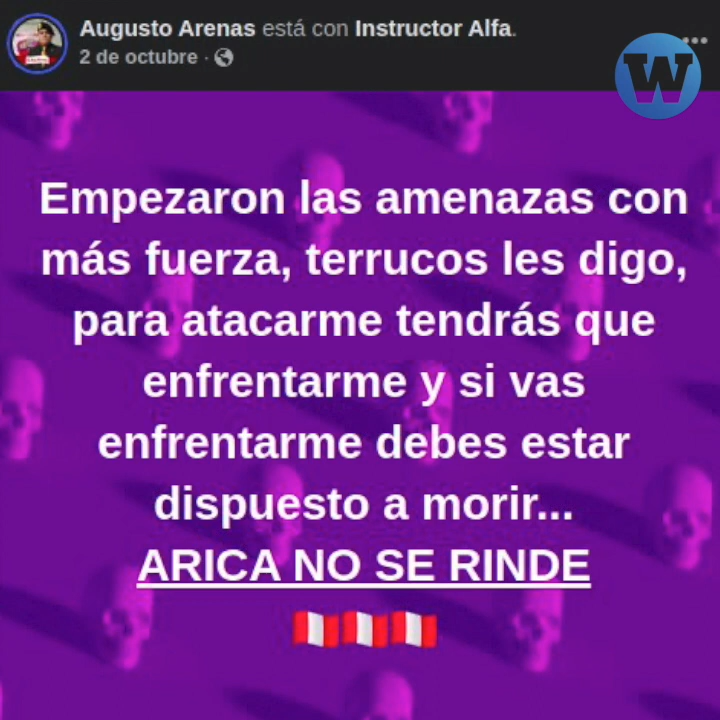 Augusto Arenas está con Instructor Alfa.
2 de octubre ·
W
Empezaron las amenazas con
más fuerza, terrucos les digo,
para atacarme tendrás que
enfrentarme y si vas
enfrentarme debes estar
dispuesto a morir...
ARICA NO SE RINDE